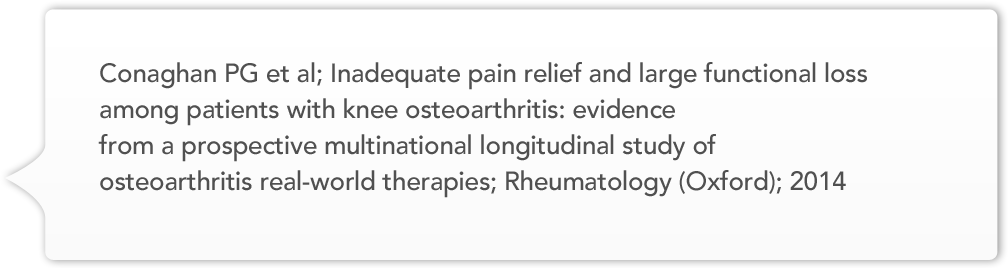 Conaghan PG et al; Inadequate pain relief and large functional loss
among patients with knee osteoarthritis: evidence
from a prospective multinational longitudinal study of
osteoarthritis real-world therapies; Rheumatology (Oxford); 2014